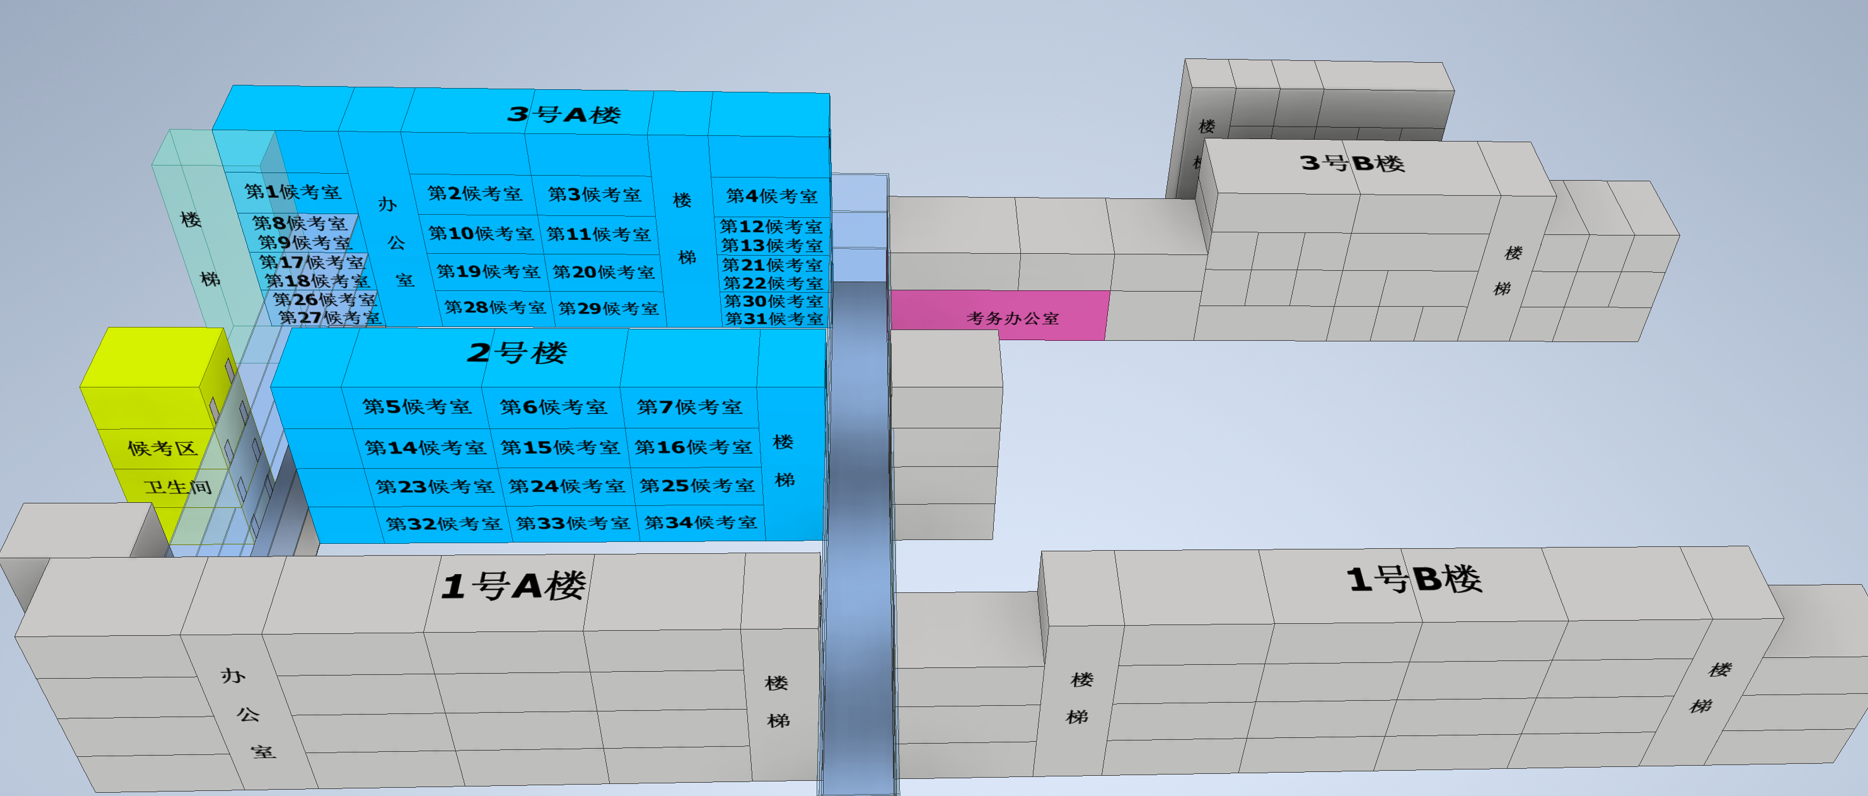 3号A楼
楼
梯
第1候考室
办
公
室
第2候考室
第3候考室
楼
梯
第4候考室
第8候考室
第9候考室
第10候考室
第11候考室
第12候考室
第13候考室
第17候考室
第18候考室
第19候考室
第20候考室
第21候考室
第22候考室
第26候考室
第27候考室
第28候考室
第29候考室
第30候考室
第31候考室
楼
梯
3号B楼
楼
梯
考务办公室
2号楼
第5候考室
第6候考室
第7候考室
楼
梯
第14候考室
第15候考室
第16候考室
第23候考室
第24候考室
第25候考室
第32候考室
第33候考室
第34候考室
候考区
卫生间
1号A楼
办
公
室
楼
梯
1号B楼
楼
梯
楼
梯